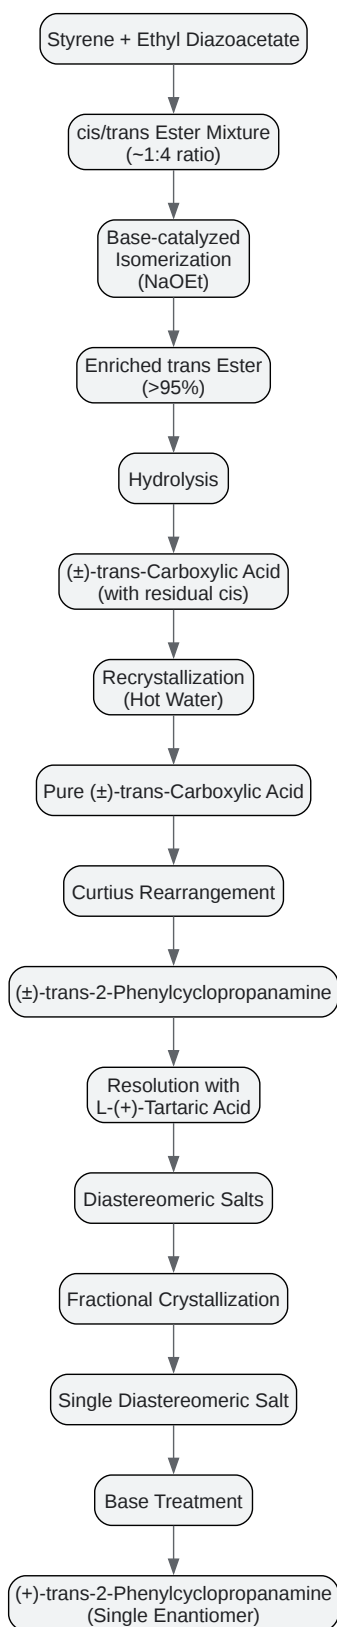 Styrene + Ethyl Diazoacetate
cis/trans Ester Mixture
(~1:4 ratio)
Base-catalyzed
Isomerization
(NaOEt)
Enriched trans Ester
(>95%)
Hydrolysis
(±)-trans-Carboxylic Acid
(with residual cis)
Recrystallization
(Hot Water)
Pure (±)-trans-Carboxylic Acid
Curtius Rearrangement
(±)-trans-2-Phenylcyclopropanamine
Resolution with
L-(+)-Tartaric Acid
Diastereomeric Salts
Fractional Crystallization
Single Diastereomeric Salt
Base Treatment
(+)-trans-2-Phenylcyclopropanamine
(Single Enantiomer)